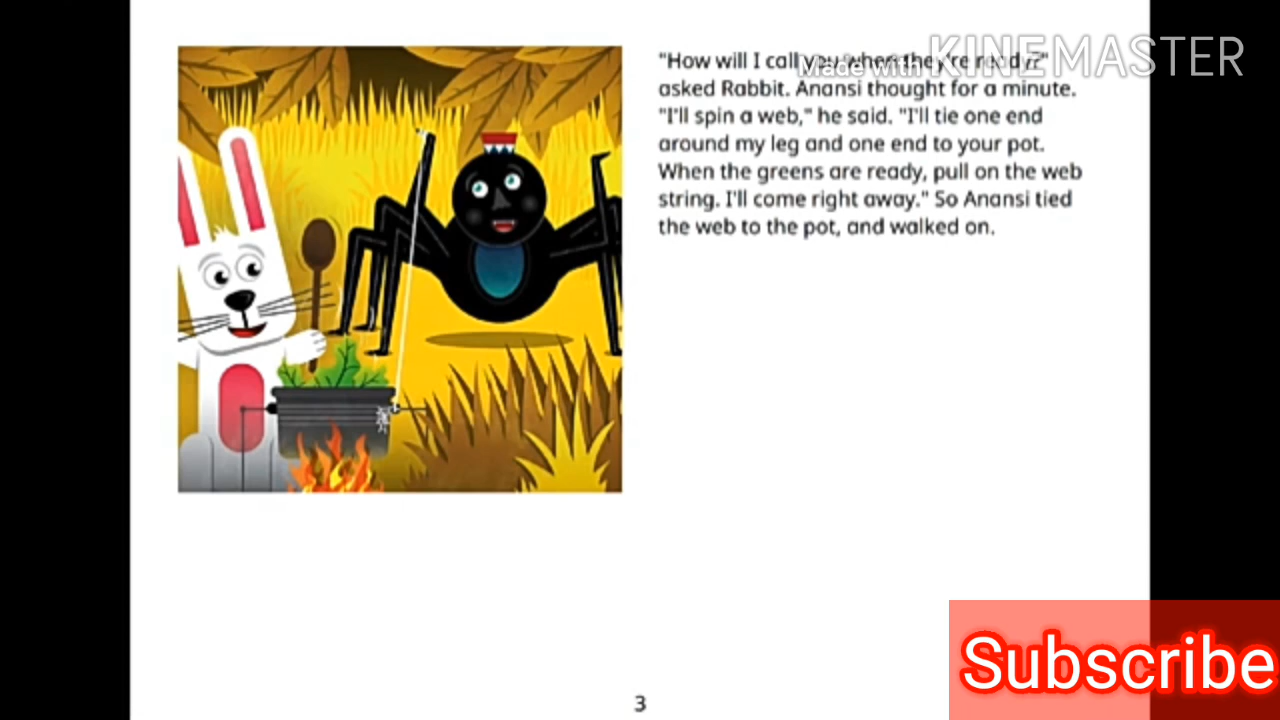 "How will I call you when they're ready?"
asked Rabbit. Anansi thought for a minute.
"I'll spin a web," he said. "I'll tie one end
around my leg and one end to your pot.
When the greens are ready, pull on the web
string. I'll come right away." So Anansi tied
the web to the pot, and walked on.
Made with KINEMASTER
Subscribe
3